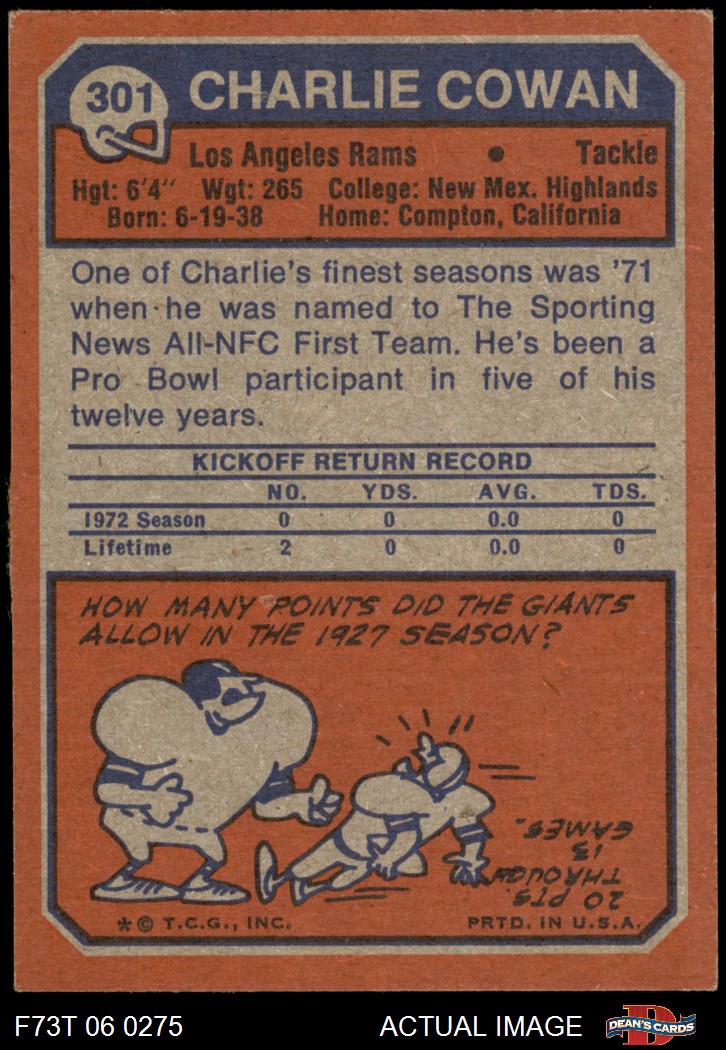 301
CHARLIE COWAN
Los Angeles Rams • Tackle
Hgt: 6'4" Wgt: 265 College: New Mex. Highlands
Born: 6-19-38 Home: Compton, California
One of Charlie's finest seasons was '71
when he was named to The Sporting
News All-NFC First Team. He's been a
Pro Bowl participant in five of his
twelve years.
KICKOFF RETURN RECORD
NO. YDS. AVG. TDS.
1972 Season 0 0 0.0 0
Lifetime 2 0 0.0 0
HOW MANY POINTS DID THE GIANTS
ALLOW IN THE 1927 SEASON?
20 PTS.
THROUGH
13
GAMES.
*© T.C.G., INC. PRTD. IN U.S.A.
F73T 06 0275 ACTUAL IMAGE
DEAN'S CARDS